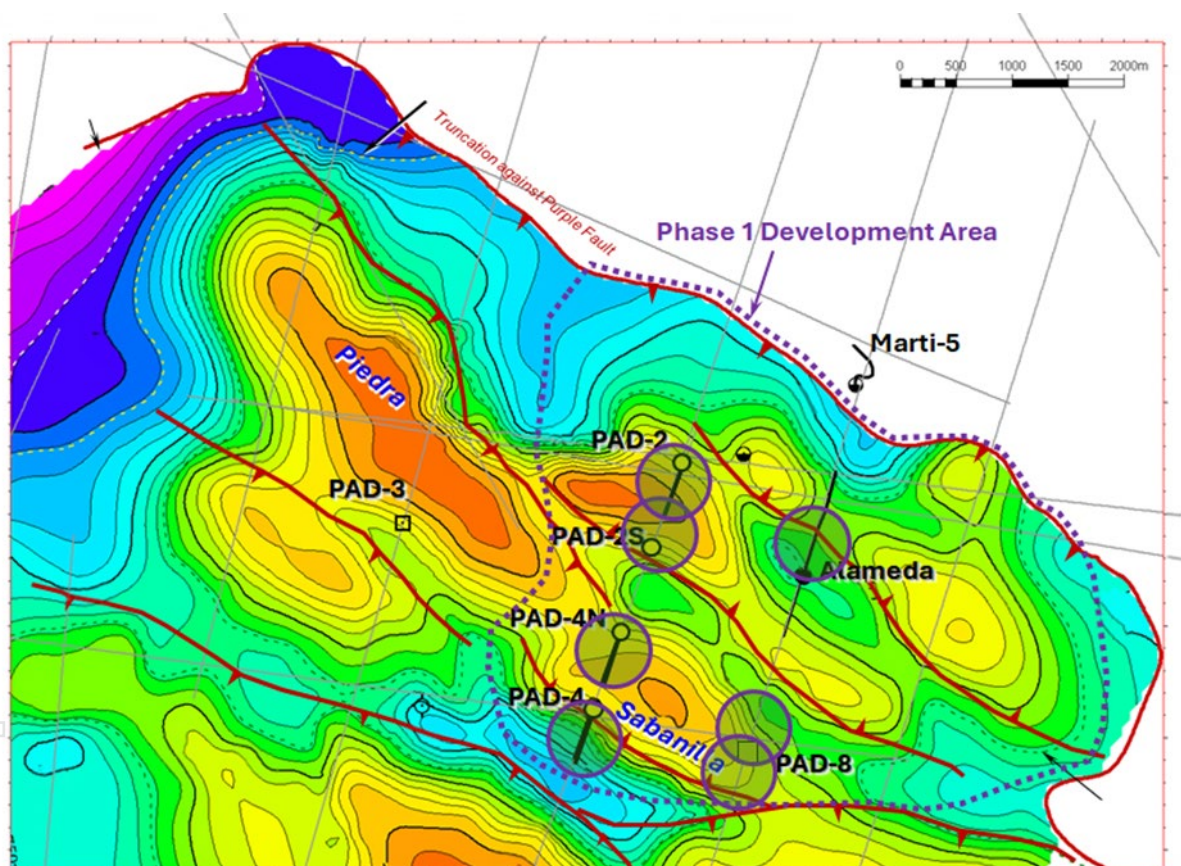 0 500 1000 1500 2000m
Truncation against Purple Fault
Phase 1 Development Area
Marti-5
Piedra
PAD-2
PAD-3
PAD-2S
Alameda
PAD-4N
PAD-4
Sabanilla
PAD-8